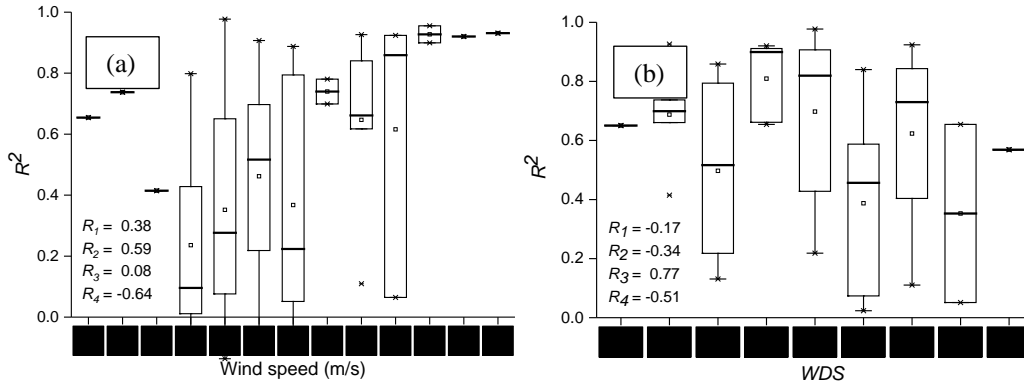 (a)
1.0
0.8
0.6
0.4
0.2
0.0
R²
R₁ = 0.38
R₂ = 0.59
R₃ = 0.08
R₄ = -0.64
Wind speed (m/s)
(b)
1.0
0.8
0.6
0.4
0.2
0.0
R²
R₁ = -0.17
R₂ = -0.34
R₃ = 0.77
R₄ = -0.51
WDS